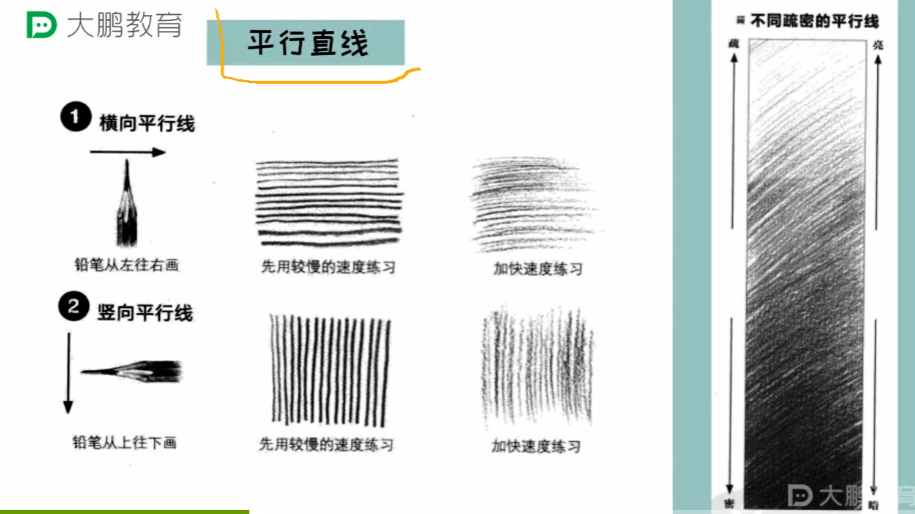 大鹏教育
平行直线
1 横向平行线
铅笔从左往右画
先用较慢的速度练习
加快速度练习
2 竖向平行线
铅笔从上往下画
先用较慢的速度练习
加快速度练习
不同疏密的平行线
疏
亮
密
暗
大鹏教育